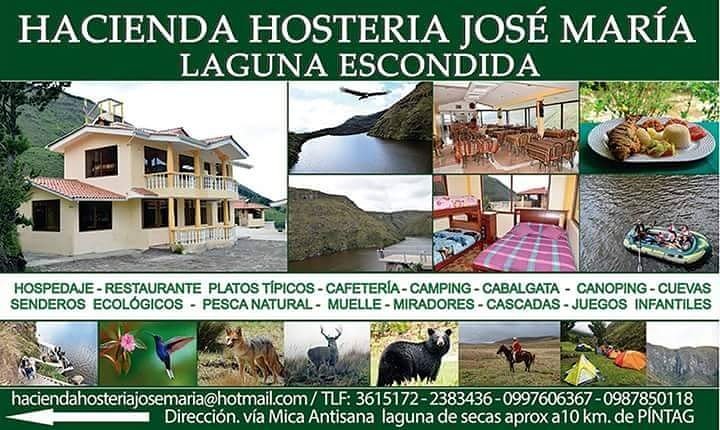 HACIENDA HOSTERIA JOSÉ MARÍA
LAGUNA ESCONDIDA
HOSPEDAJE - RESTAURANTE PLATOS TÍPICOS - CAFETERÍA - CAMPING - CABALGATA - CANOPING - CUEVAS
SENDEROS ECOLÓGICOS - PESCA NATURAL - MUELLE - MIRADORES - CASCADAS - JUEGOS INFANTILES
haciendahosteriajosemaria@hotmail.com / TLF: 3615172 - 2383436 - 0997606367 - 0987850118
Dirección. vía Mica Antisana laguna de secas aprox a10 km. de PÍNTAG